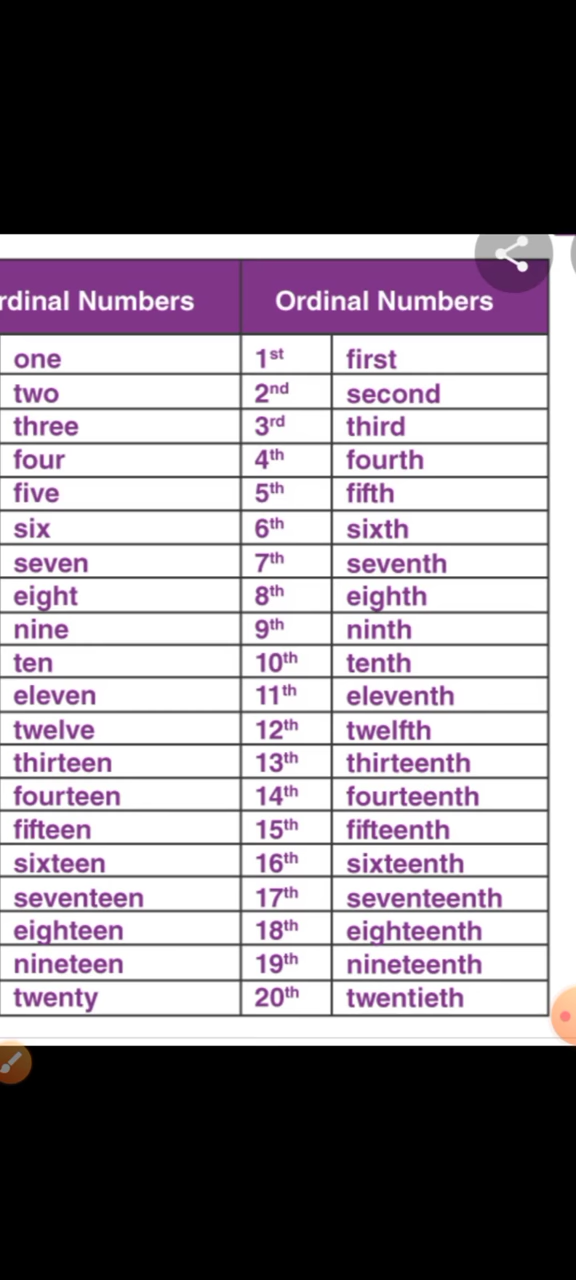 rdinal Numbers Ordinal Numbers
one 1st first
two 2nd second
three 3rd third
four 4th fourth
five 5th fifth
six 6th sixth
seven 7th seventh
eight 8th eighth
nine 9th ninth
ten 10th tenth
eleven 11th eleventh
twelve 12th twelfth
thirteen 13th thirteenth
fourteen 14th fourteenth
fifteen 15th fifteenth
sixteen 16th sixteenth
seventeen 17th seventeenth
eighteen 18th eighteenth
nineteen 19th nineteenth
twenty 20th twentieth